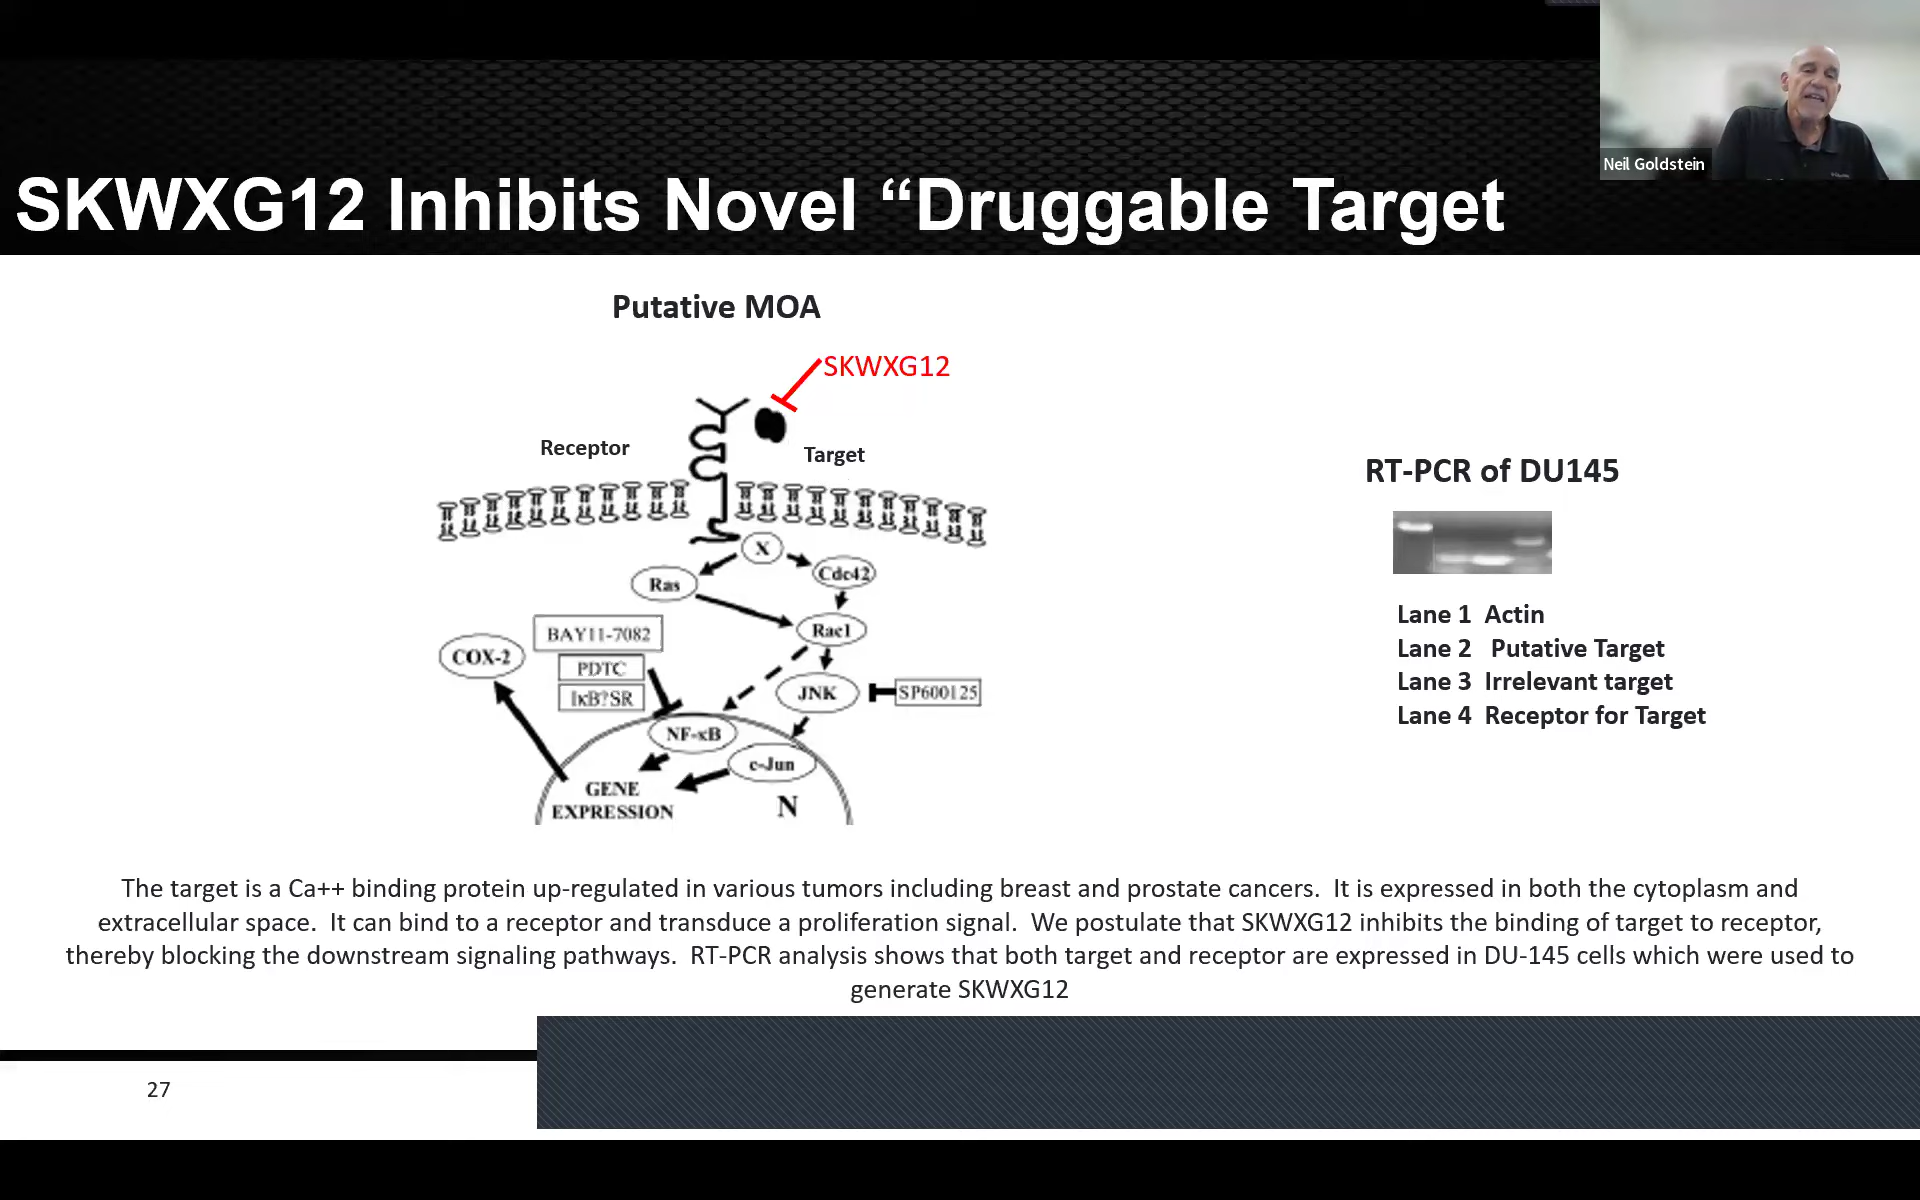 Neil Goldstein
SKWXG12 Inhibits Novel “Druggable Target
Putative MOA
SKWXG12
Receptor
Target
X
Ras
Cdc42
BAY11-7082
Rac1
COX-2
PDTC
IκB?SR
JNK
SP600125
NF-κB
c-Jun
GENE
EXPRESSION
N
RT-PCR of DU145
Lane 1 Actin
Lane 2 Putative Target
Lane 3 Irrelevant target
Lane 4 Receptor for Target
The target is a Ca++ binding protein up-regulated in various tumors including breast and prostate cancers. It is expressed in both the cytoplasm and
extracellular space. It can bind to a receptor and transduce a proliferation signal. We postulate that SKWXG12 inhibits the binding of target to receptor,
thereby blocking the downstream signaling pathways. RT-PCR analysis shows that both target and receptor are expressed in DU-145 cells which were used to
generate SKWXG12
27